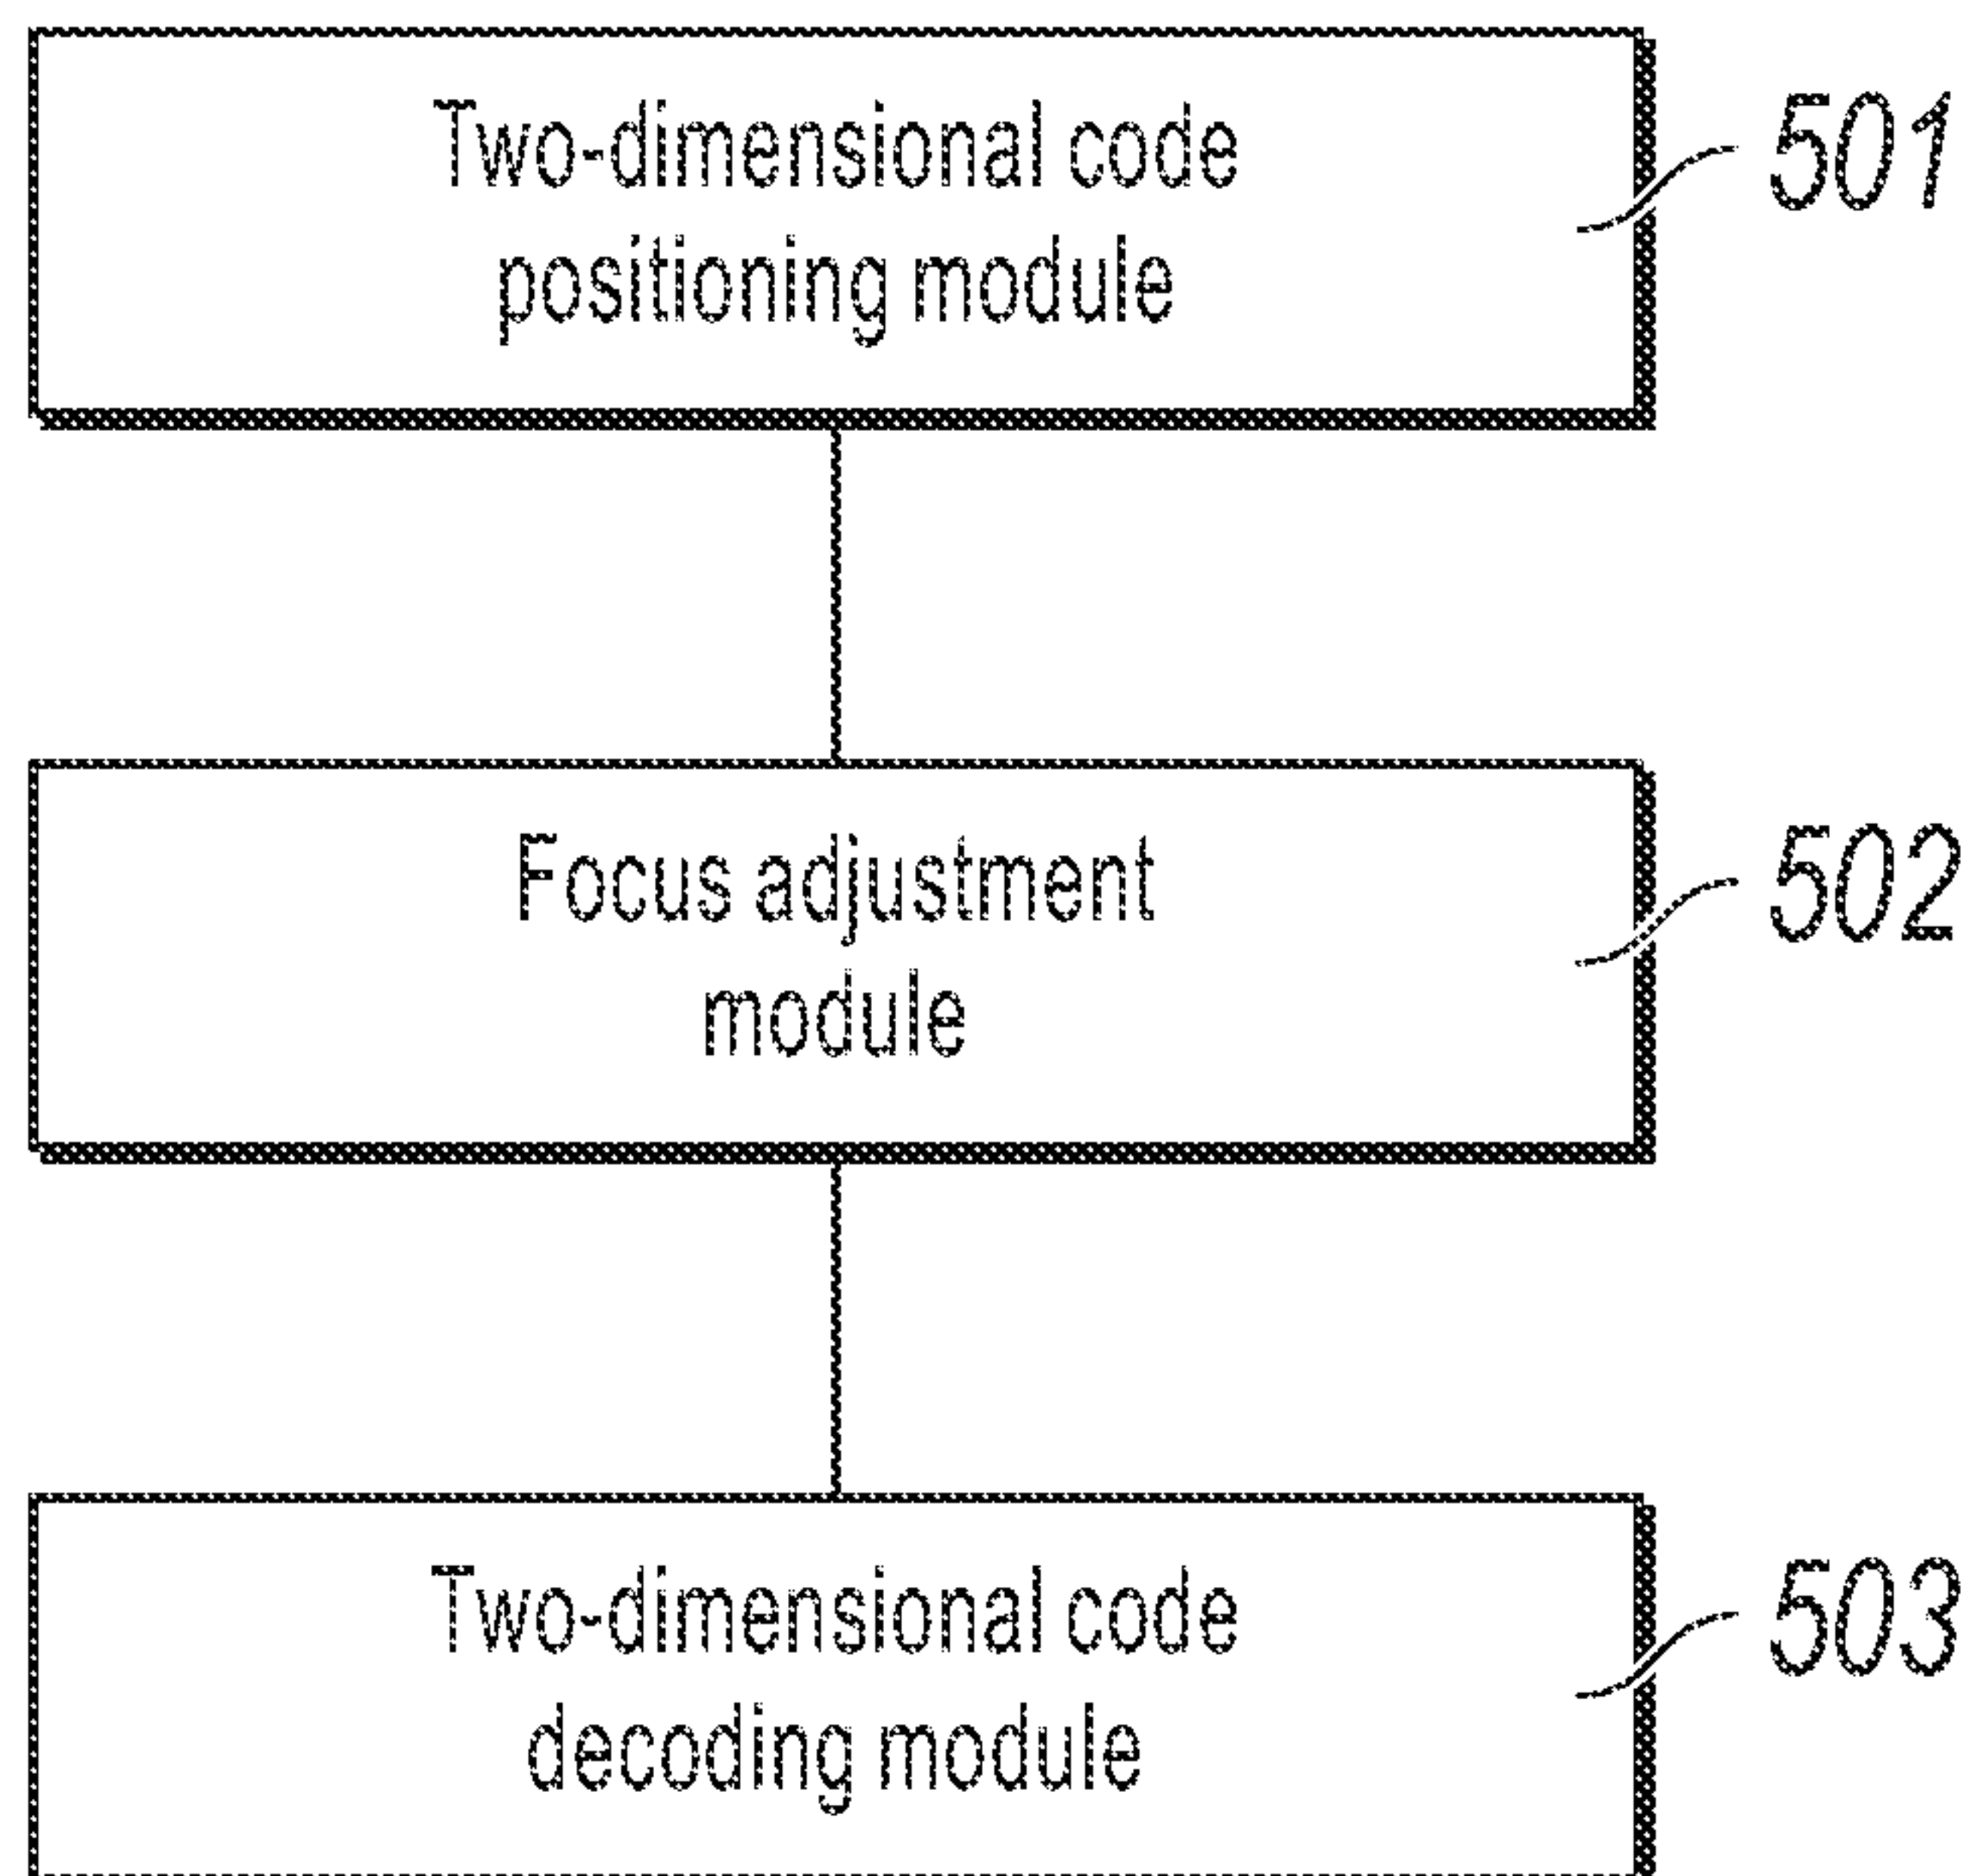 Two-dimensional code
positioning module
501
Focus adjustment
module
502
Two-dimensional code
decoding module
503